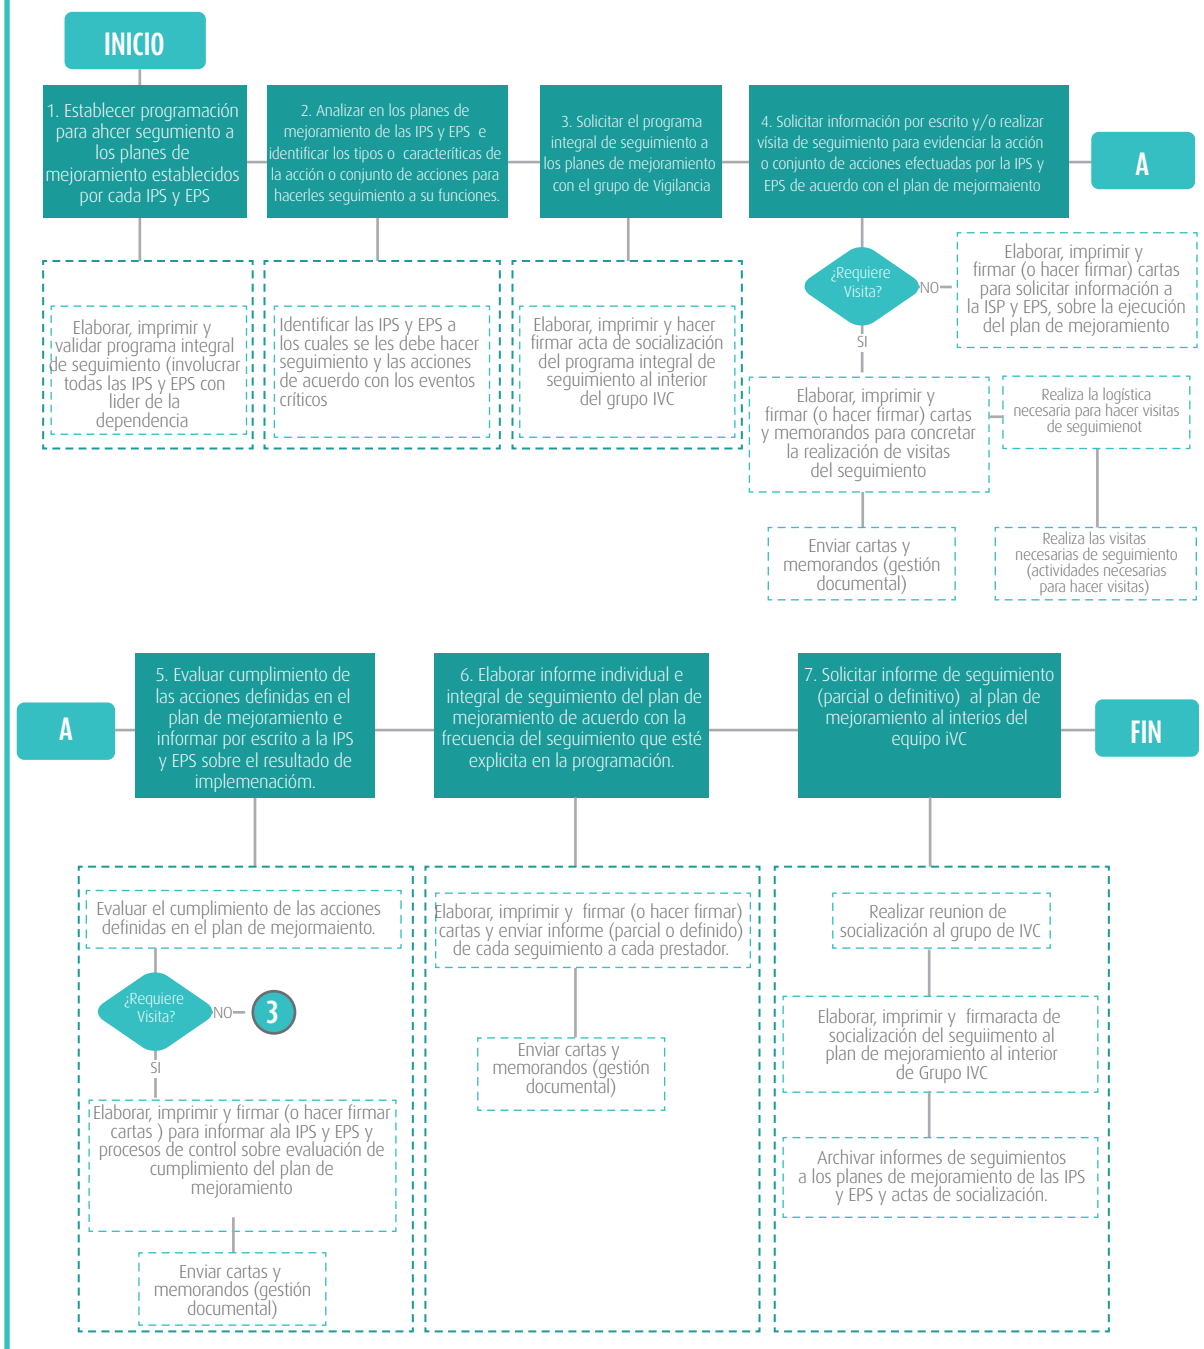 INICIO
1. Establecer programación
para ahcer segumiento a
los planes de
mejoramiento establecidos
por cada IPS y EPS
2. Analizar en los planes de
mejoramiento de las IPS y EPS e
identificar los tipos o caracteríticas de
la acción o conjunto de acciones para
hacerles seguimiento a su funciones.
3. Solicitar el programa
integral de seguimiento a
los planes de mejoramiento
con el grupo de Vigilancia
4. Solicitar información por escrito y/o realizar
vísita de seguimiento para evidenciar la acción
o conjunto de acciones efectuadas por la IPS y
EPS de acuerdo con el plan de mejormaiento
A
Elaborar, imprimir y
validar programa integral
de seguimiento (involucrar
todas las IPS y EPS con
lider de la
dependencia
Identificar las IPS y EPS a
los cuales se les debe hacer
seguimiento y las acciones
de acuerdo con los eventos
críticos
Elaborar, imprimir y hacer
firmar acta de socialización
del programa integral de
seguimiento al interior
del grupo IVC
¿Requiere
Visita?
NO
SI
Elaborar, imprimir y
firmar (o hacer firmar) cartas
para solicitar información a
la ISP y EPS, sobre la ejecución
del plan de mejoramiento
Elaborar, imprimir y
firmar (o hacer firmar) cartas
y memorandos para concretar
la realización de visitas
del seguimiento
Realiza la logística
necesaria para hacer visitas
de seguimienot
Enviar cartas y
memorandos (gestión
documental)
Realiza las visitas
necesarias de seguimiento
(actividades necesarias
para hacer visitas)
A
5. Evaluar cumplimiento de
las acciones definidas en el
plan de mejoramiento e
informar por escrito a la IPS
y EPS sobre el resultado de
implemenacióm.
6. Elaborar informe individual e
integral de seguimiento del plan de
mejoramiento de acuerdo con la
frecuencia del seguimiento que esté
explicita en la programación.
7. Solicitar informe de seguimiento
(parcial o definitivo) al plan de
mejoramiento al interios del
equipo iVC
FIN
Evaluar el cumplimiento de las acciones
definidas en el plan de mejormaiento.
¿Requiere
Visita?
NO
3
SI
Elaborar, imprimir y firmar (o hacer firmar
cartas ) para informar ala IPS y EPS y
procesos de control sobre evaluación de
cumplimiento del plan de
mejoramiento
Enviar cartas y
memorandos (gestión
documental)
Elaborar, imprimir y firmar (o hacer firmar)
cartas y enviar informe (parcial o definido)
de cada seguimiento a cada prestador.
Enviar cartas y
memorandos (gestión
documental)
Realizar reunion de
socialización al grupo de IVC
Elaborar, imprimir y firmaracta de
socialización del seguiimento al
plan de mejoramiento al interior
de Grupo IVC
Archivar informes de seguimientos
a los planes de mejoramiento de las IPS
y EPS y actas de socialización.